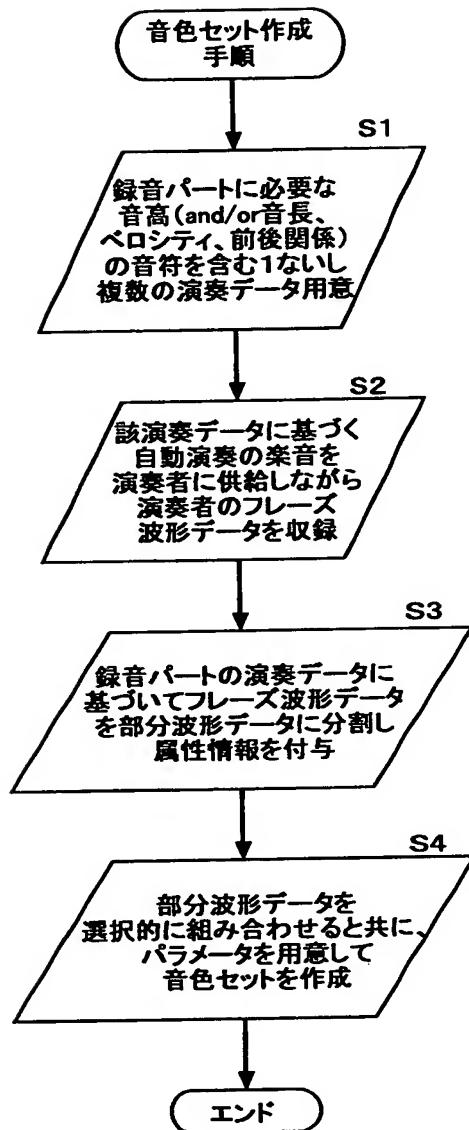 音色セット作成
手順
S1
録音パートに必要な
音高(and/or音長、
ベロシティ、前後関係)
の音符を含む1ないし
複数の演奏データ用意
S2
該演奏データに基づく
自動演奏の楽音を
演奏者に供給しながら
演奏者のフレーズ
波形データを収録
S3
録音パートの演奏データに
基づいてフレーズ波形データ
を部分波形データに分割し
属性情報を付与
S4
部分波形データを
選択的に組み合わせると共に、
パラメータを用意して
音色セットを作成
エンド